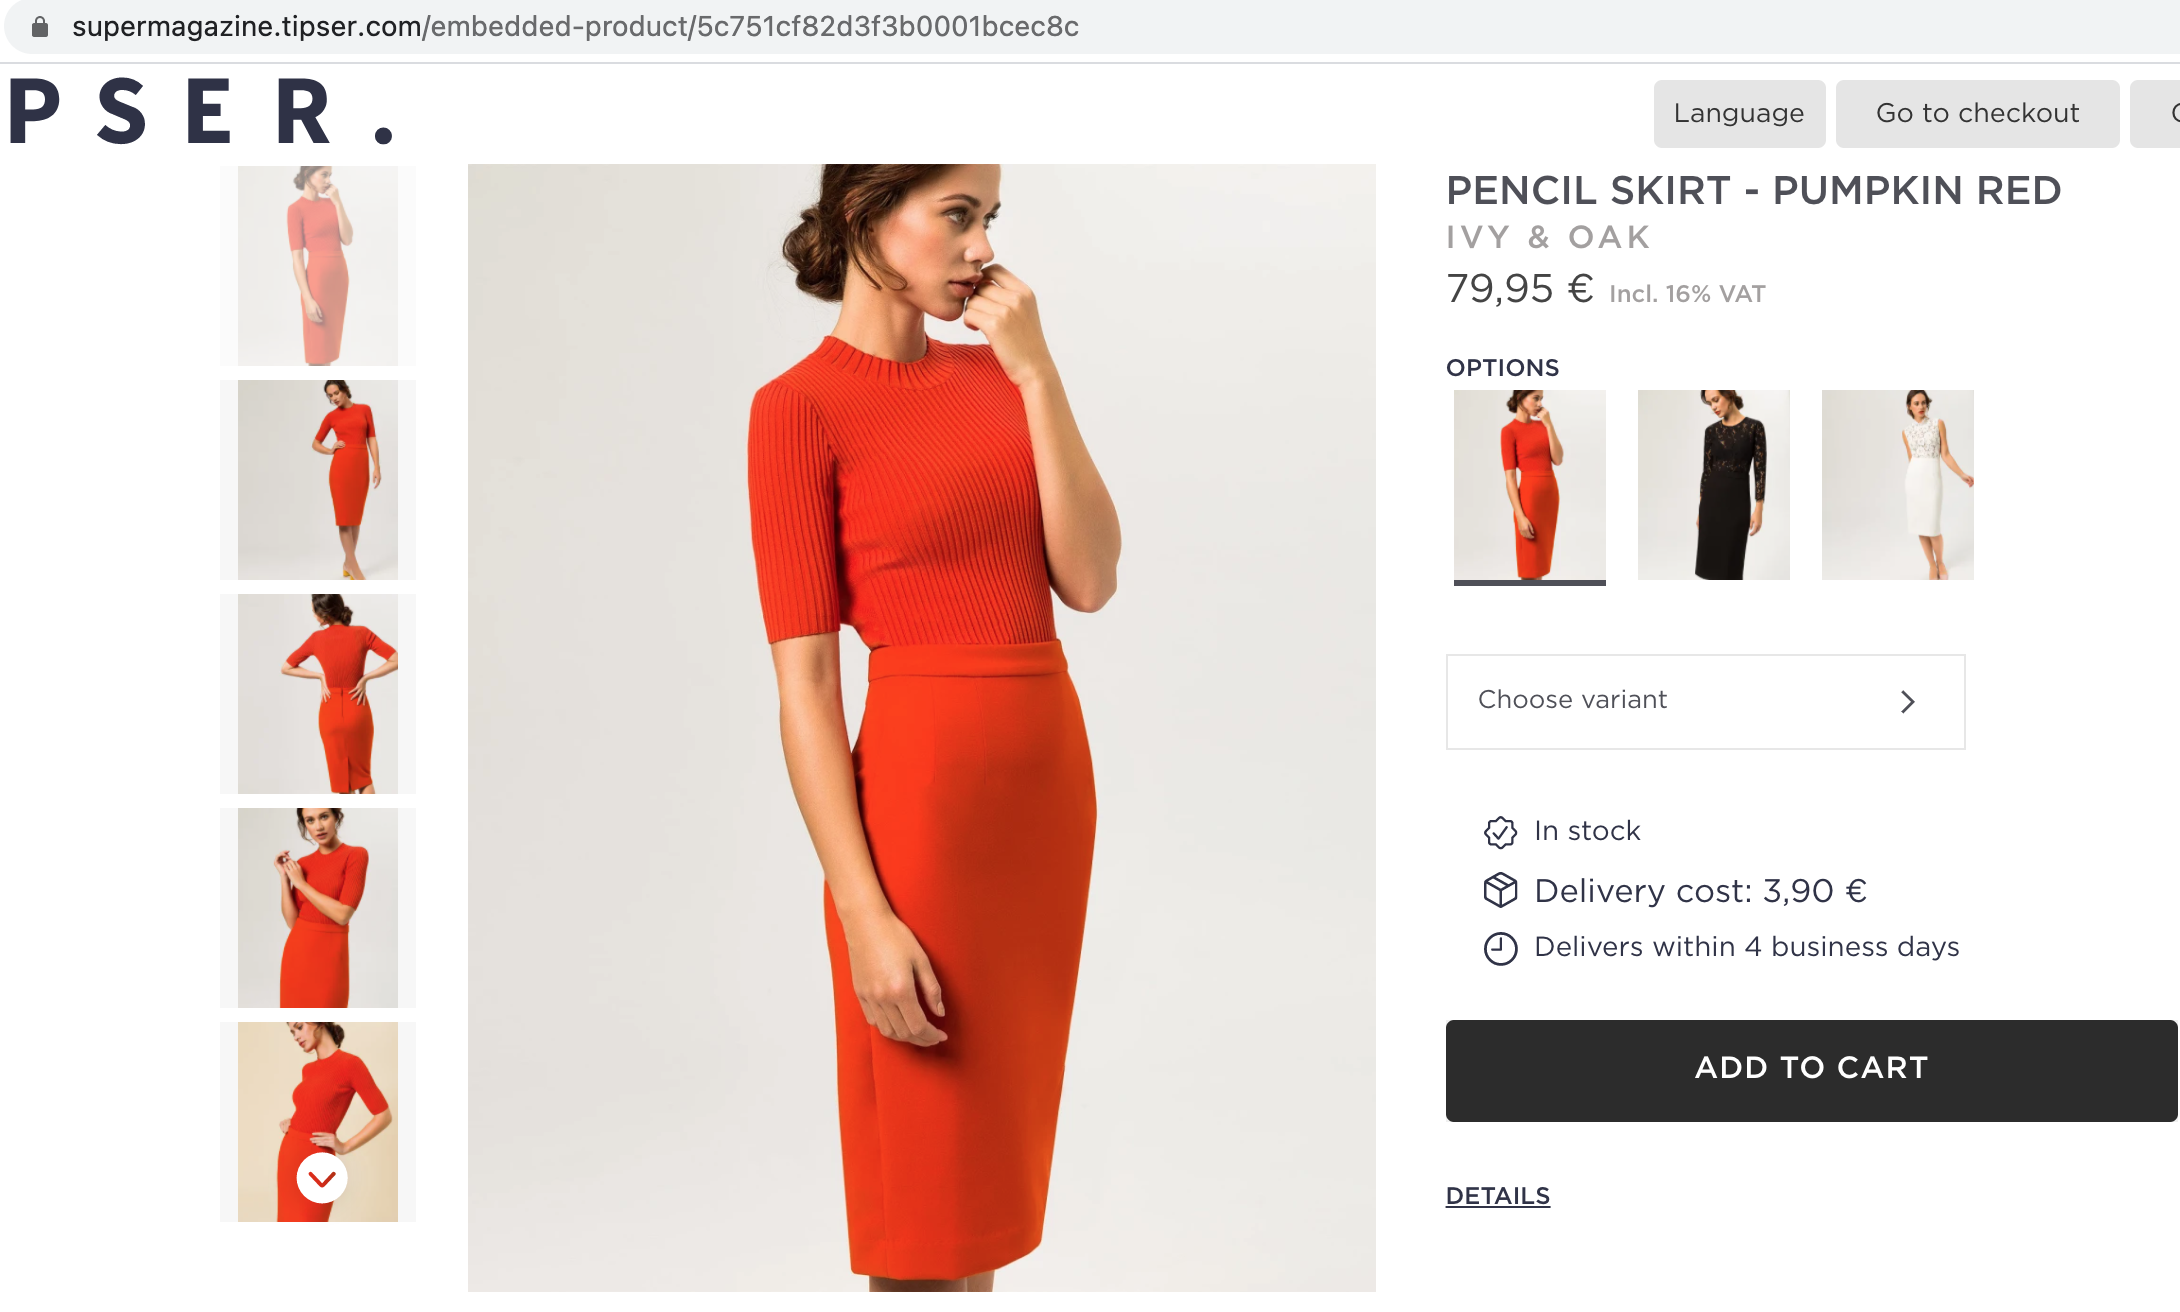 supermagazine.tipser.com/embedded-product/5c751cf82d3f3b0001bcec8c
PSER.
Language
Go to checkout
PENCIL SKIRT - PUMPKIN RED
IVY & OAK
79,95 € Incl. 16% VAT
OPTIONS
Choose variant
In stock
Delivery cost: 3,90 €
Delivers within 4 business days
ADD TO CART
DETAILS